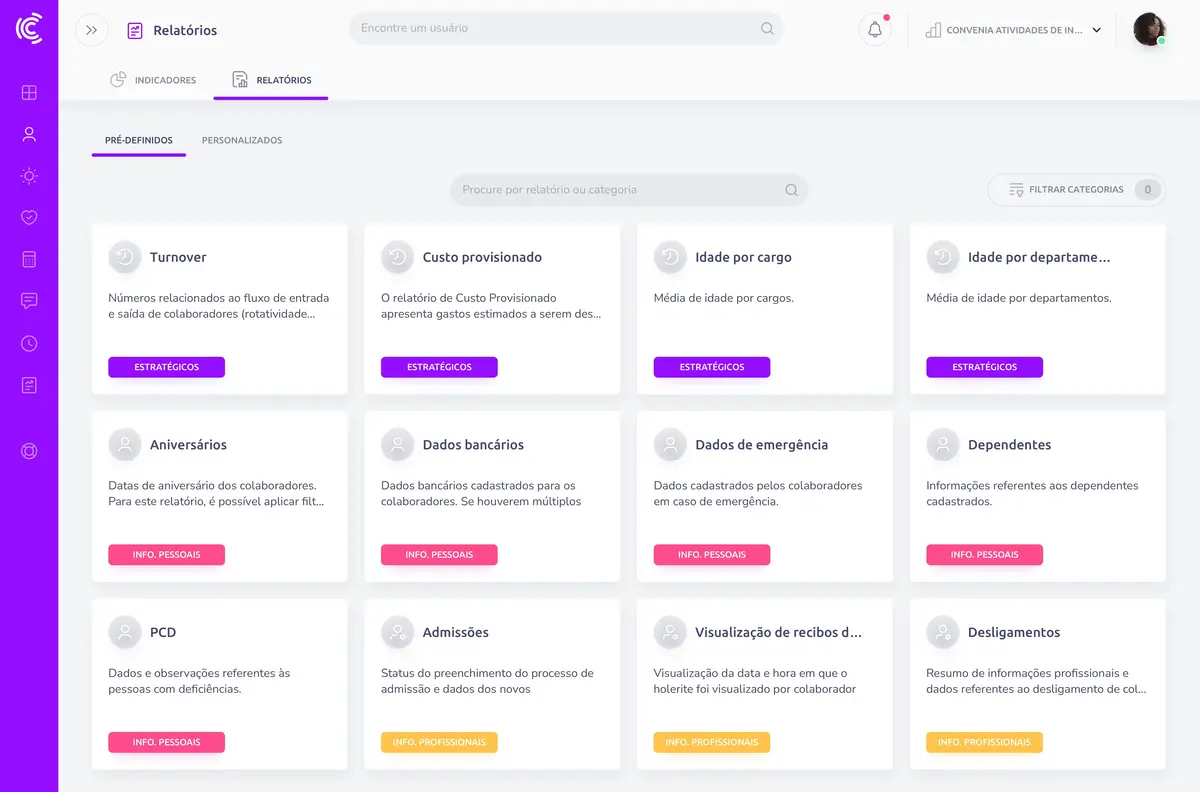 Relatórios
Encontre um usuário
CONVENIA ATIVIDADES DE IN...
INDICADORES
RELATÓRIOS
PRÉ-DEFINIDOS
PERSONALIZADOS
Procure por relatório ou categoria
FILTRAR CATEGORIAS
0
Turnover
Números relacionados ao fluxo de entrada
e saída de colaboradores (rotatividade...
ESTRATÉGICOS
Custo provisionado
O relatório de Custo Provisionado
apresenta gastos estimados a serem des...
ESTRATÉGICOS
Idade por cargo
Média de idade por cargos.
ESTRATÉGICOS
Idade por departame...
Média de idade por departamentos.
ESTRATÉGICOS
Aniversários
Datas de aniversário dos colaboradores.
Para este relatório, é possível aplicar filt...
INFO. PESSOAIS
Dados bancários
Dados bancários cadastrados para os
colaboradores. Se houverem múltiplos
INFO. PESSOAIS
Dados de emergência
Dados cadastrados pelos colaboradores
em caso de emergência.
INFO. PESSOAIS
Dependentes
Informações referentes aos dependentes
cadastrados.
INFO. PESSOAIS
PCD
Dados e observações referentes às
pessoas com deficiências.
INFO. PESSOAIS
Admissões
Status do preenchimento do processo de
admissão e dados dos novos
INFO. PROFISSIONAIS
Visualização de recibos d...
Visualização da data e hora em que o
holerite foi visualizado por colaborador
INFO. PROFISSIONAIS
Desligamentos
Resumo de informações profissionais e
dados referentes ao desligamento de col...
INFO. PROFISSIONAIS